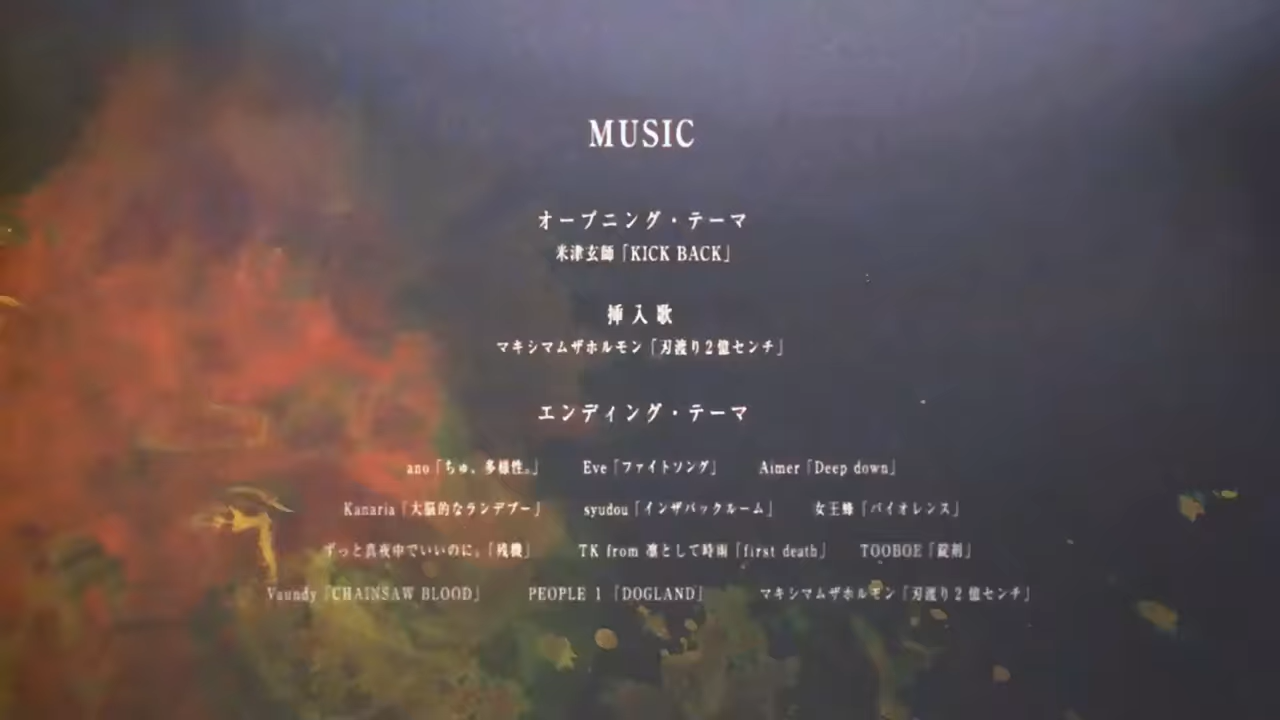 MUSIC
オープニング・テーマ
米津玄師「KICK BACK」
挿入歌
マキシマムザホルモン「刃渡り2億センチ」
エンディング・テーマ
ano「ちゅ、多様性。」 Eve「ファイトソング」 Aimer「Deep down」
Kanaria「大脳的なランデブー」 syudou「インザバックルーム」 女王蜂「バイオレンス」
ずっと真夜中でいいのに。「残機」 TK from 凛として時雨「first death」 TOOBOE「錠剤」
Vaundy「CHAINSAW BLOOD」 PEOPLE 1「DOGLAND」 マキシマムザホルモン「刃渡り2億センチ」